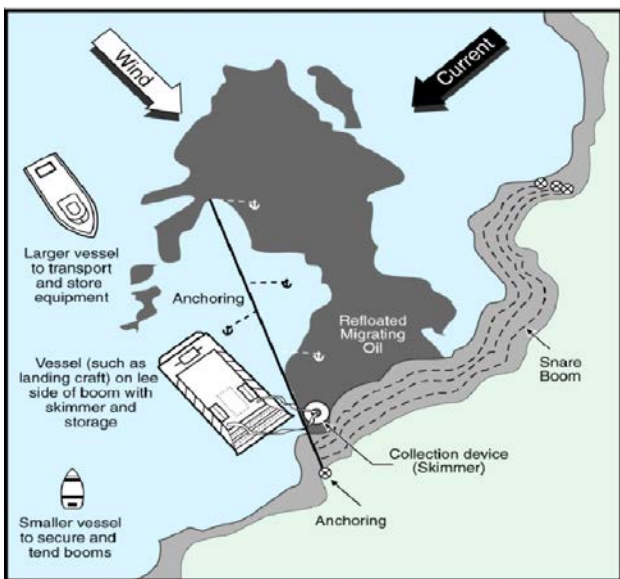 Wind
Current
Larger vessel
to transport
and store
equipment
Anchoring
Refloated
Migrating
Oil
Snare
Boom
Vessel (such as
landing craft) on lee
side of boom with
skimmer and
storage
Collection device
(Skimmer)
Anchoring
Smaller vessel
to secure and
tend booms